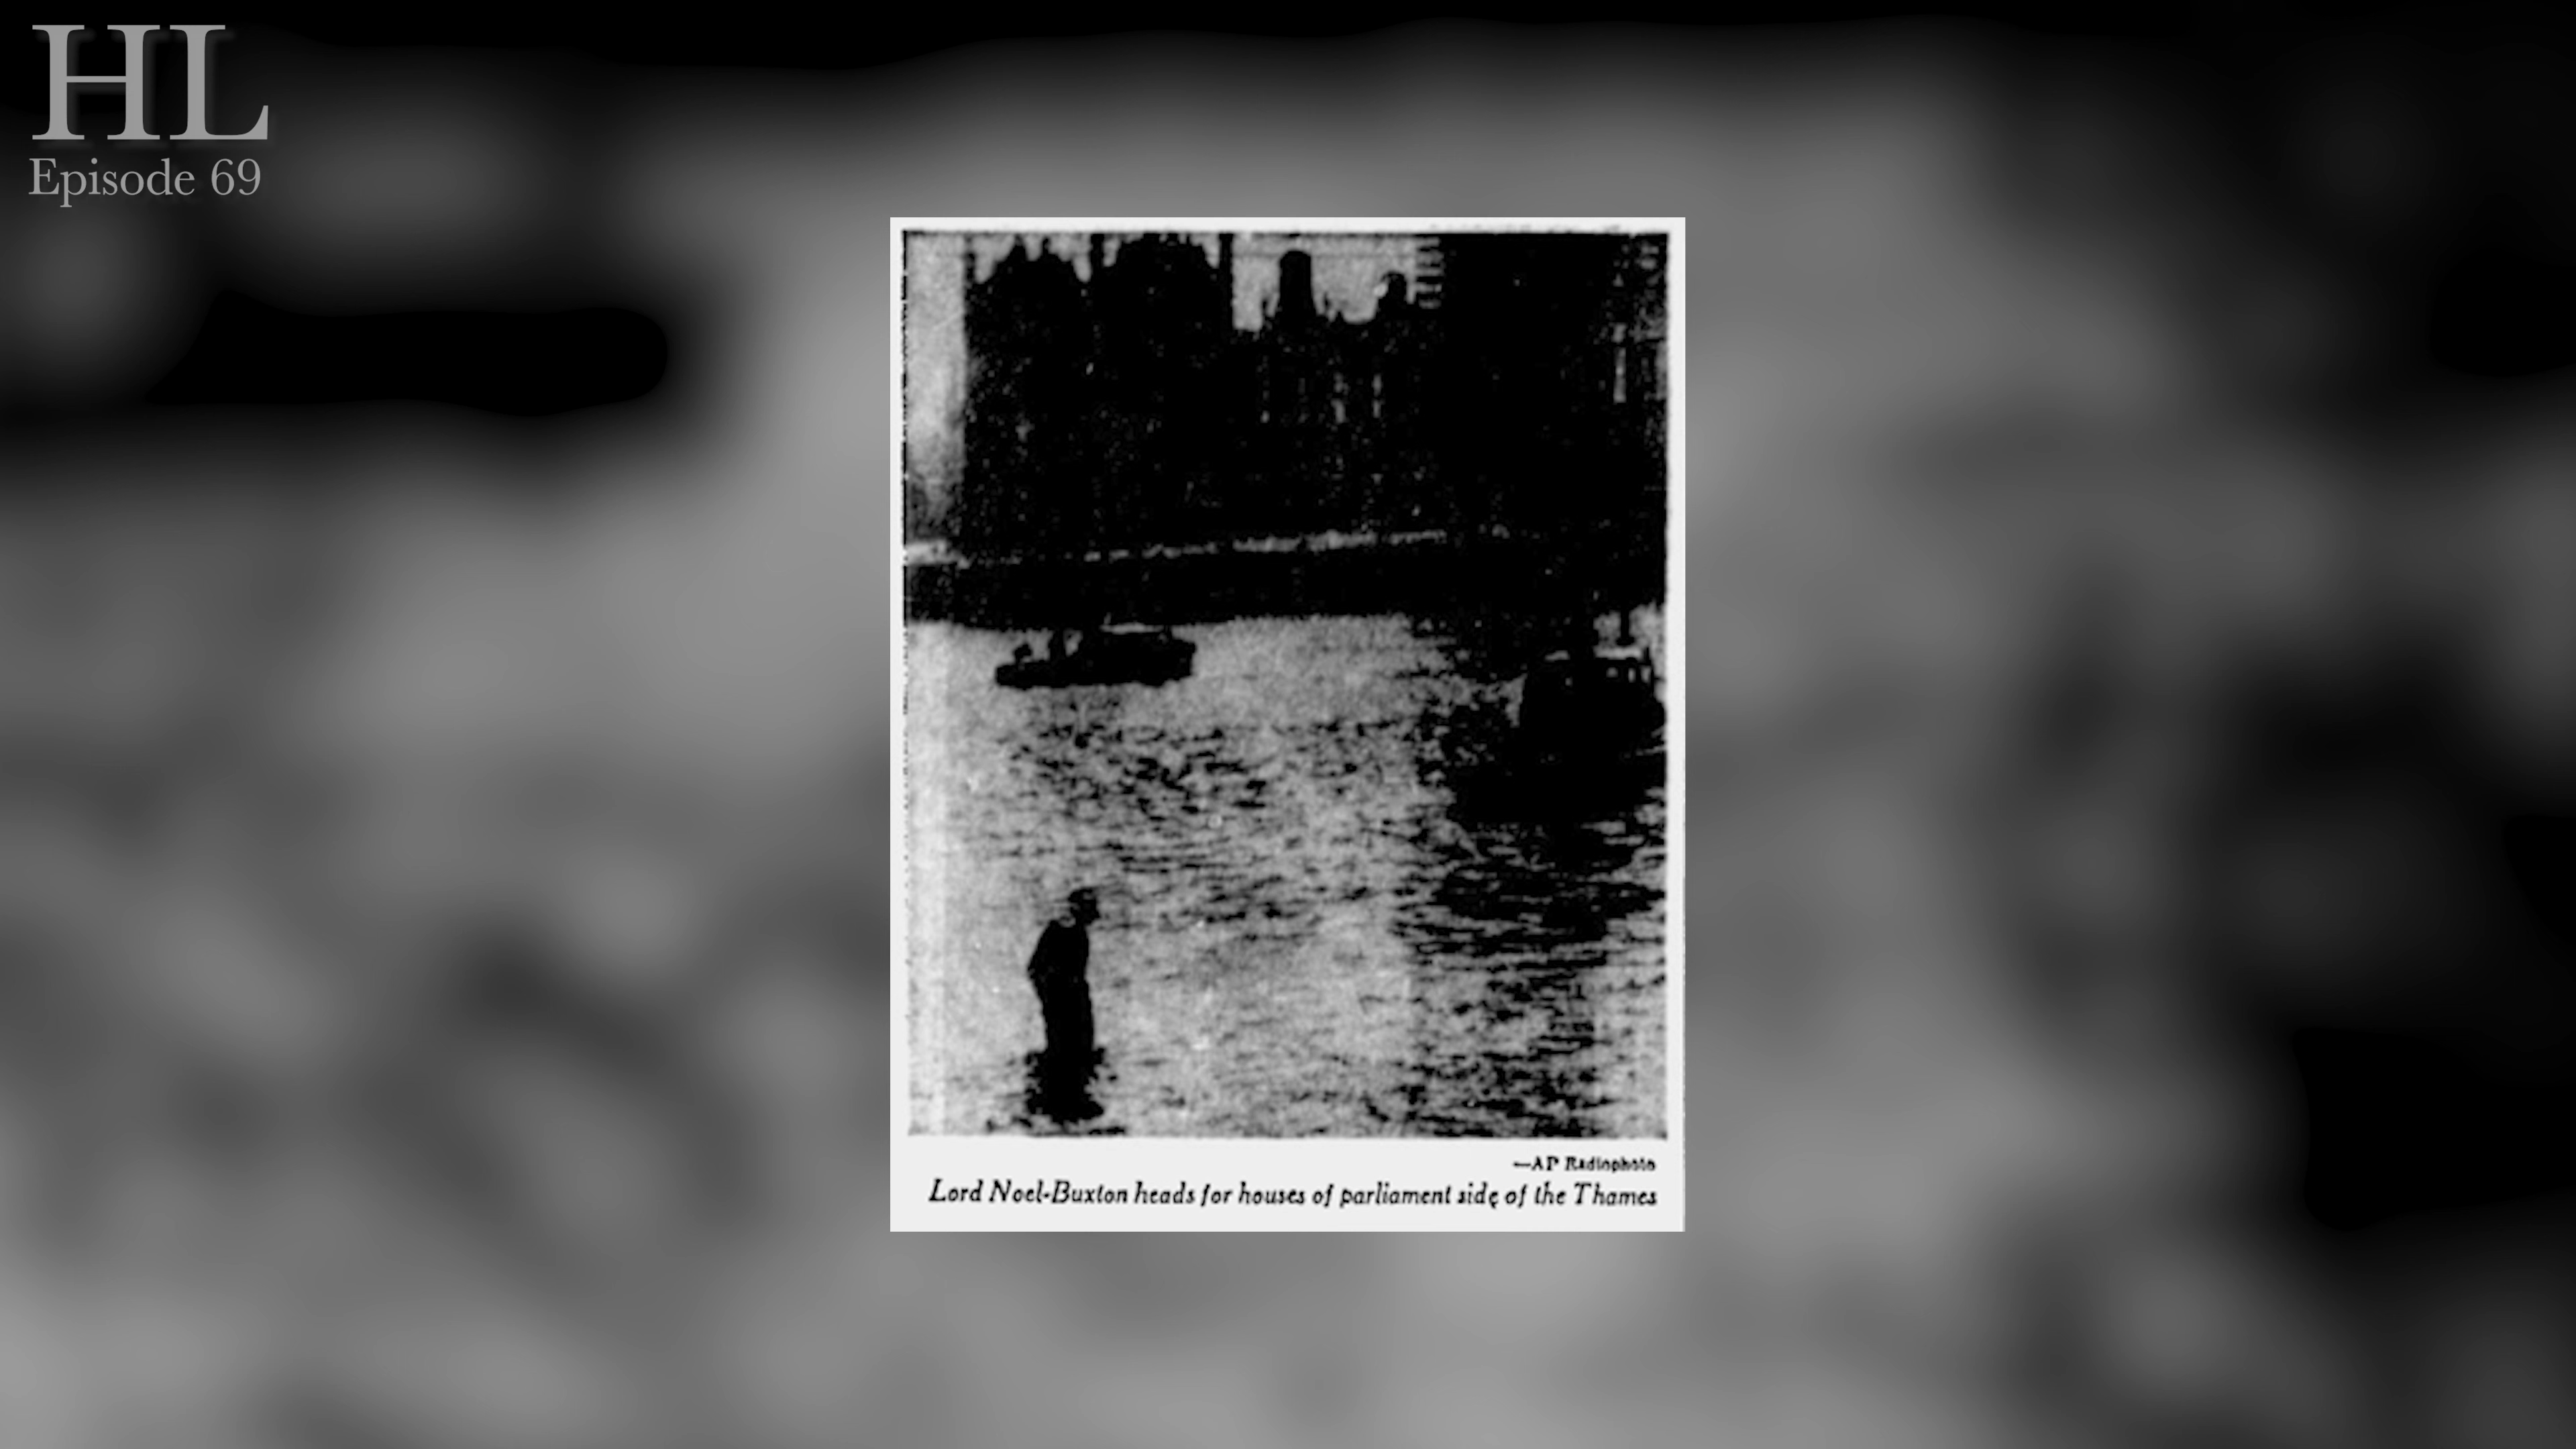 HL
Episode 69
—AP Radiophoto
Lord Noel-Buxton heads for houses of parliament side of the Thames